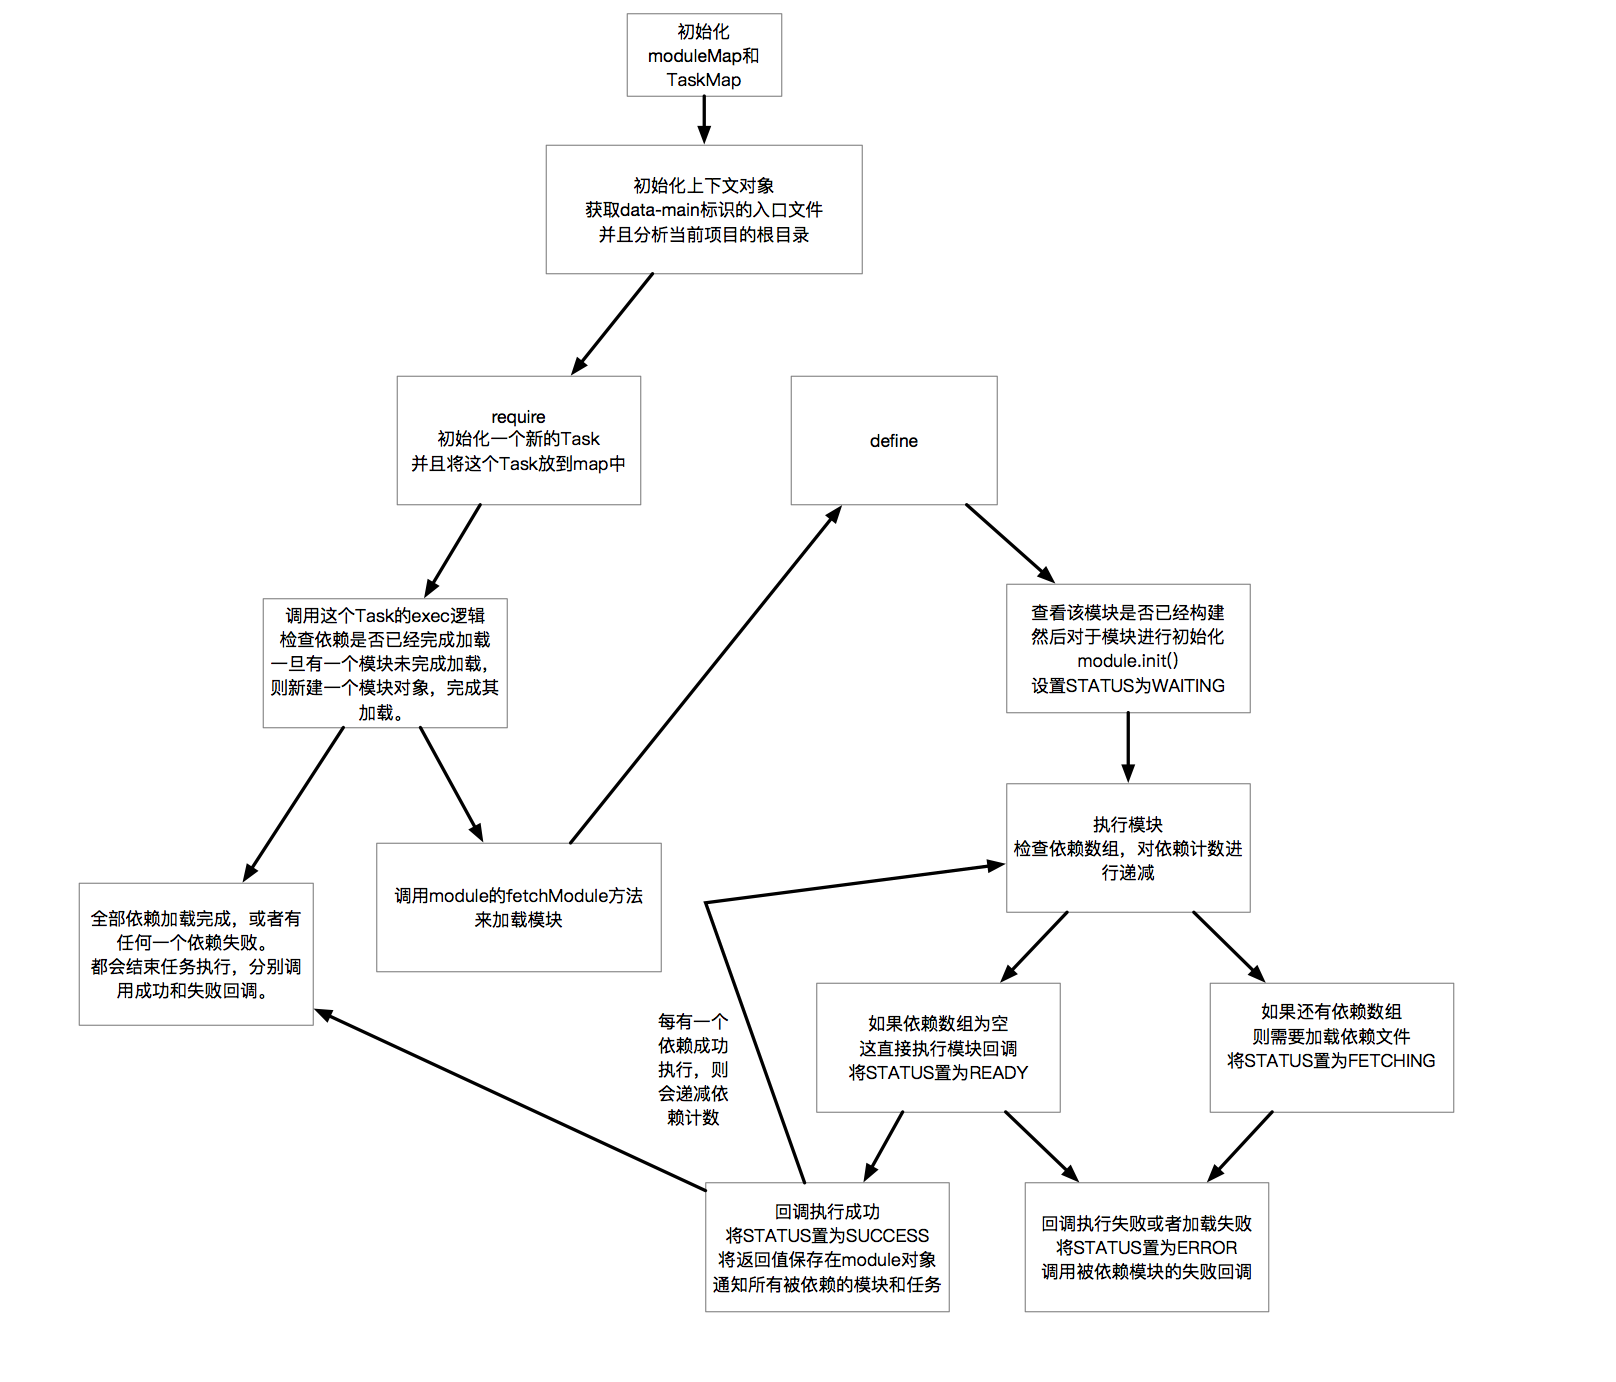 初始化
moduleMap和
TaskMap
初始化上下文对象
获取data-main标识的入口文件
并且分析当前项目的根目录
require
初始化一个新的Task
并且将这个Task放到map中
define
调用这个Task的exec逻辑
检查依赖是否已经完成加载
一旦有一个模块未完成加载，
则新建一个模块对象，完成其
加载。
查看该模块是否已经构建
然后对于模块进行初始化
module.init()
设置STATUS为WAITING
执行模块
检查依赖数组，对依赖计数进
行递减
调用module的fetchModule方法
来加载模块
全部依赖加载完成，或者有
任何一个依赖失败。
都会结束任务执行，分别调
用成功和失败回调。
每有一个
依赖成功
执行，则
会递减依
赖计数
如果依赖数组为空
这直接执行模块回调
将STATUS置为READY
如果还有依赖数组
则需要加载依赖文件
将STATUS置为FETCHING
回调执行成功
将STATUS置为SUCCESS
将返回值保存在module对象
通知所有被依赖的模块和任务
回调执行失败或者加载失败
将STATUS置为ERROR
调用被依赖模块的失败回调